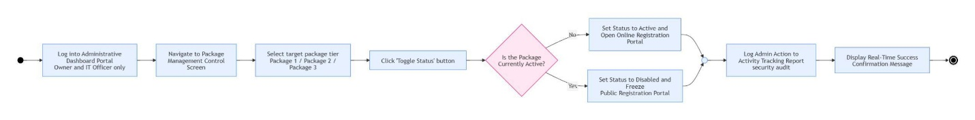 Log into Administrative
Dashboard Portal
Owner and IT Officer only
Navigate to Package
Management Control
Screen
Select target package tier
Package 1 / Package 2 /
Package 3
Click 'Toggle Status' button
Is the Package
Currently Active?
No
Set Status to Active and
Open Online Registration
Portal
Yes
Set Status to Disabled and
Freeze
Public Registration Portal
Log Admin Action to
Activity Tracking Report
security audit
Display Real-Time Success
Confirmation Message